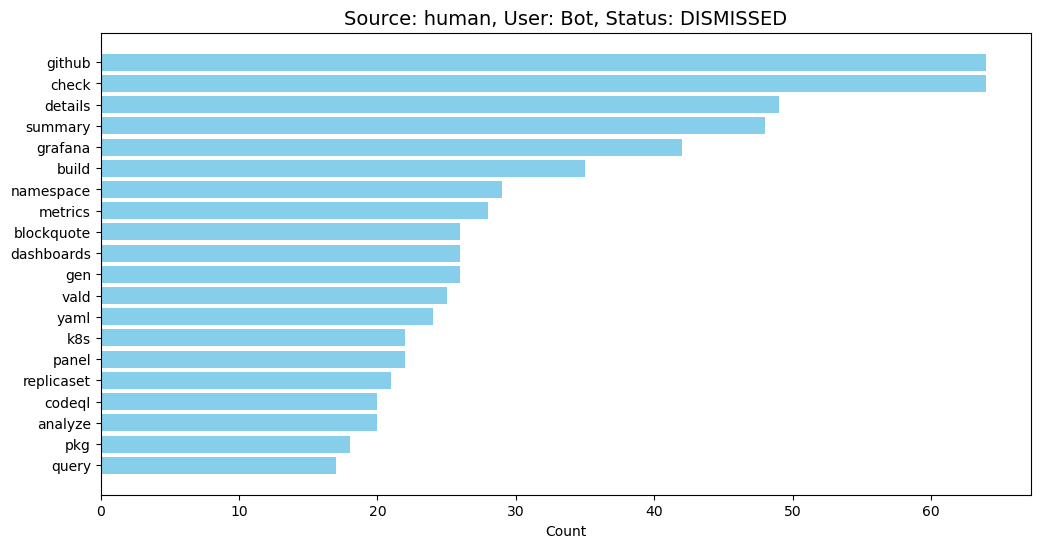 Source: human, User: Bot, Status: DISMISSED
github
check
details
summary
grafana
build
namespace
metrics
blockquote
dashboards
gen
vald
yaml
k8s
panel
replicaset
codeql
analyze
pkg
query
0 10 20 30 40 50 60
Count